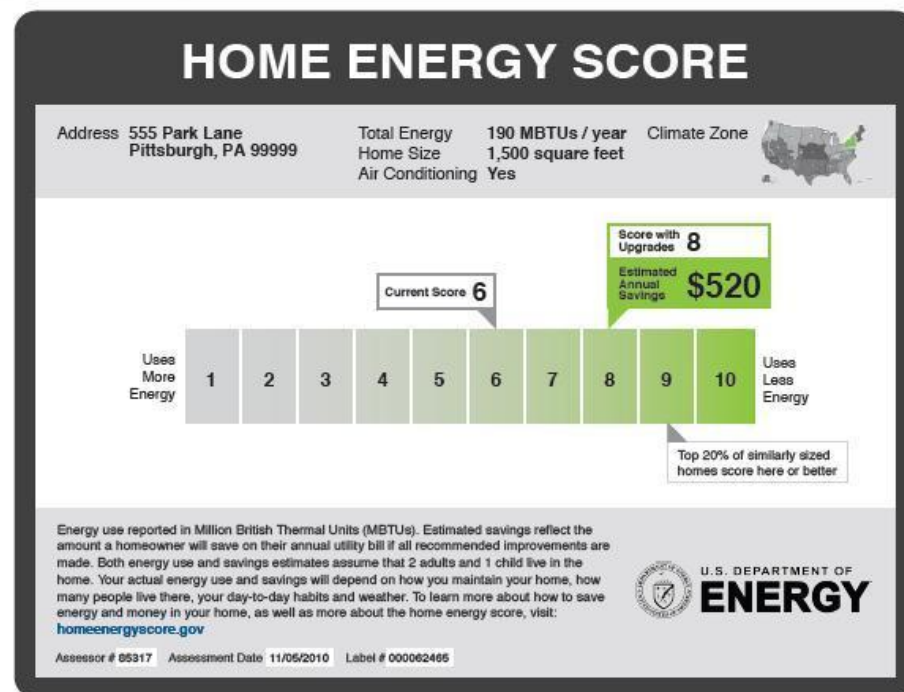 HOME ENERGY SCORE
Address 555 Park Lane
Pittsburgh, PA 99999
Total Energy 190 MBTUs / year
Home Size 1,500 square feet
Air Conditioning Yes
Climate Zone
Score with
Upgrades 8
Estimated
Annual
Savings $520
Current Score 6
Uses
More
Energy
1 2 3 4 5 6 7 8 9 10
Uses
Less
Energy
Top 20% of similarly sized
homes score here or better
Energy use reported in Million British Thermal Units (MBTUs). Estimated savings reflect the
amount a homeowner will save on their annual utility bill if all recommended improvements are
made. Both energy use and savings estimates assume that 2 adults and 1 child live in the
home. Your actual energy use and savings will depend on how you maintain your home, how
many people live there, your day-to-day habits and weather. To learn more about how to save
energy and money in your home, as well as more about the home energy score, visit:
homeenergyscore.gov
Assessor # 85317 Assessment Date 11/05/2010 Label # 000062465
U.S. DEPARTMENT OF
ENERGY